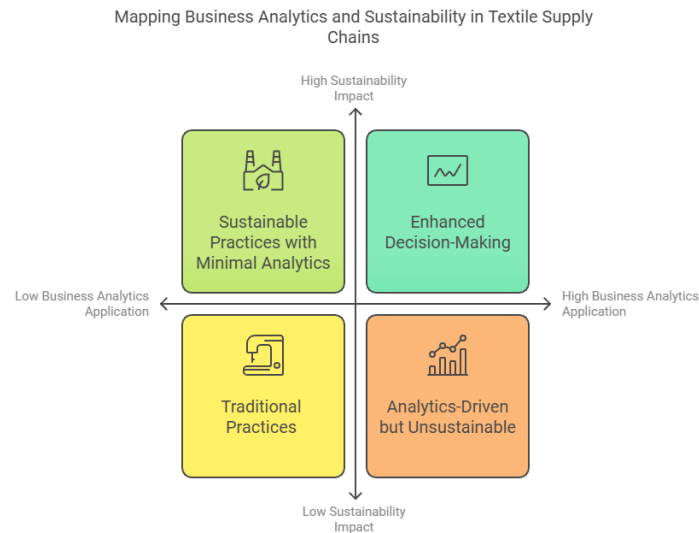 Mapping Business Analytics and Sustainability in Textile Supply
Chains
High Sustainability
Impact
Sustainable
Practices with
Minimal Analytics
Enhanced
Decision-Making
Low Business Analytics
Application
High Business Analytics
Application
Traditional
Practices
Analytics-Driven
but Unsustainable
Low Sustainability
Impact